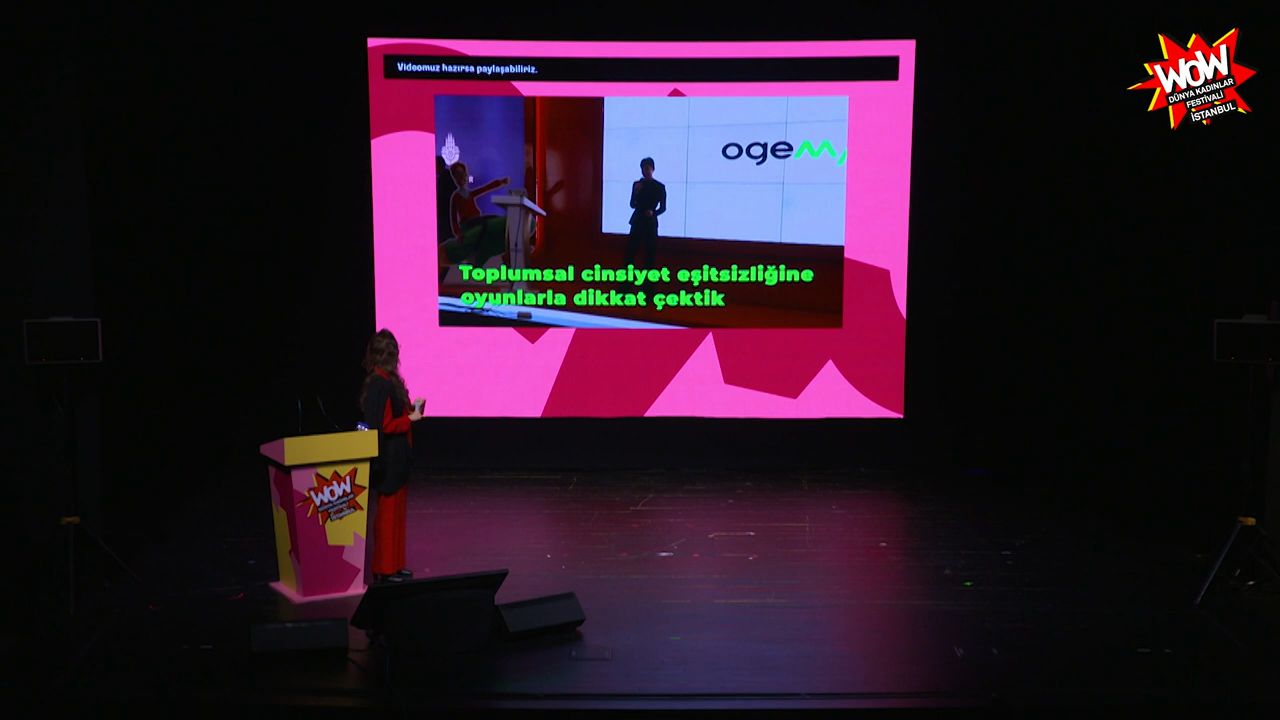 Videomuz hazırsa paylaşabiliriz.
WOW
DÜNYA KADINLAR
FESTİVALİ
İSTANBUL
ogem
Toplumsal cinsiyet eşitsizliğine
oyunlarla dikkat çektik
WOW